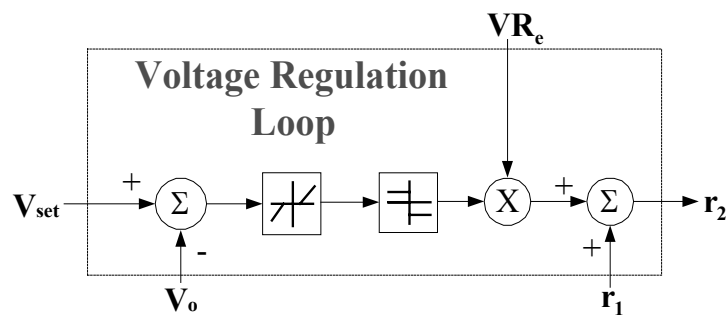 VRe
Voltage Regulation
Loop
Vset
+
Σ
-
Vo
X
+
Σ
+
r1
r2